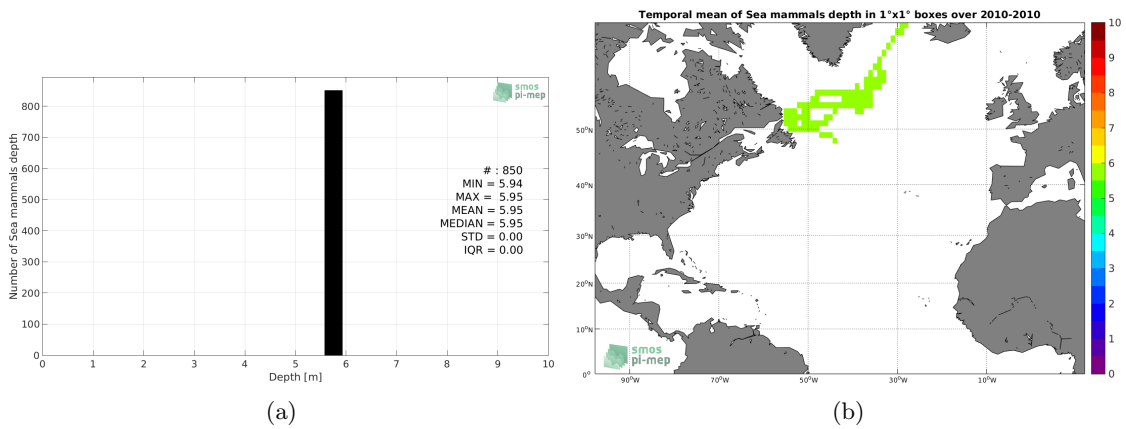 Number of Sea mammals depth
800
700
600
500
400
300
200
100
0
0 1 2 3 4 5 6 7 8 9 10
Depth [m]
smos
pi-mep
# : 850
MIN = 5.94
MAX = 5.95
MEAN = 5.95
MEDIAN = 5.95
STD = 0.00
IQR = 0.00
(a)
Temporal mean of Sea mammals depth in 1°x1° boxes over 2010-2010
50°N
40°N
30°N
20°N
10°N
0°
90°W 70°W 50°W 30°W 10°W
smos
pi-mep
10
9
8
7
6
5
4
3
2
1
0
(b)